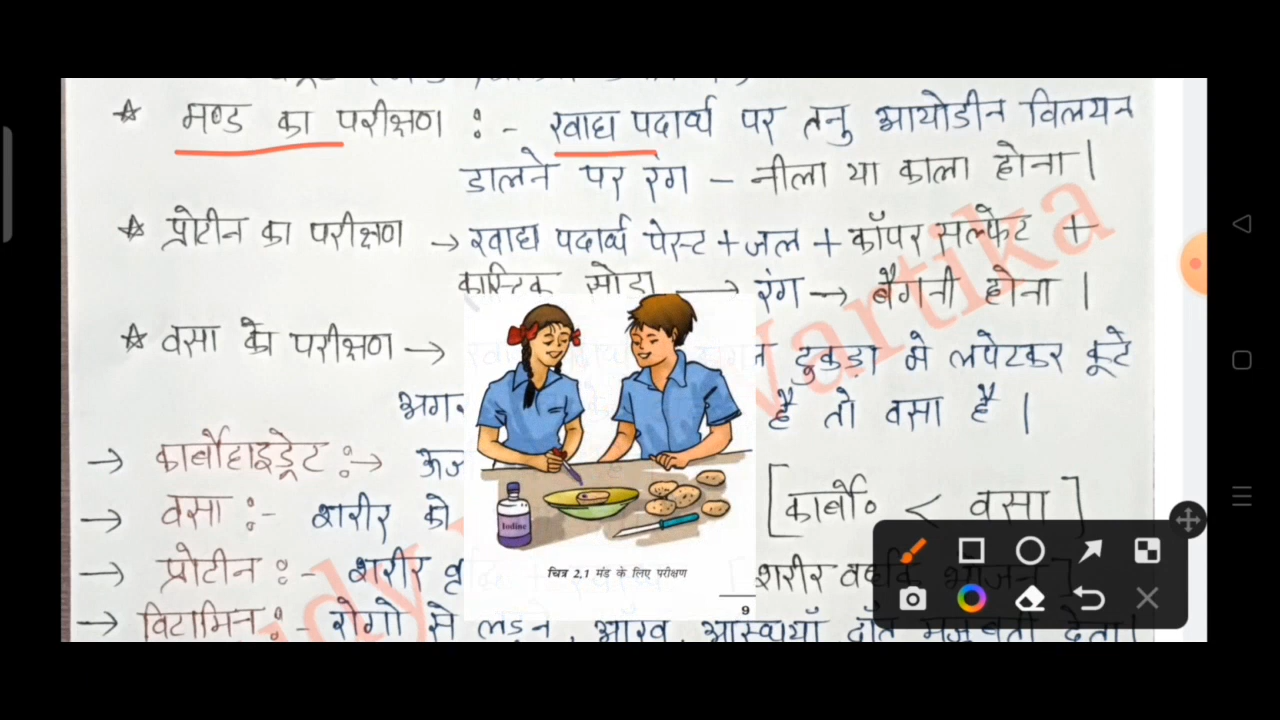 ☆ मण्ड का परीक्षण :- खाद्य पदार्थ पर तनु आयोडीन विलयन
डालने पर रंग – नीला या काला होना।
☆ प्रोटीन का परीक्षण → खाद्य पदार्थ पेस्ट + जल + कॉपर सल्फेट +
कास्टिक सोडा → रंग → बैगनी होना।
☆ वसा का परीक्षण → टुकड़ा मे लपेटकर कूटे
अगर है तो वसा है।
→ कार्बोहाइड्रेट :→
→ वसा :- शरीर को [कार्बो॰ < वसा]
→ प्रोटीन :- शरीर [शरीर वर्धक भोजन]
→ विटामिन :- रोगो से लड़ने, आँख, अस्थियाँ दाँत मजबूती देता।
Iodine
चित्र 2.1 मंड के लिए परीक्षण
9
Wartika